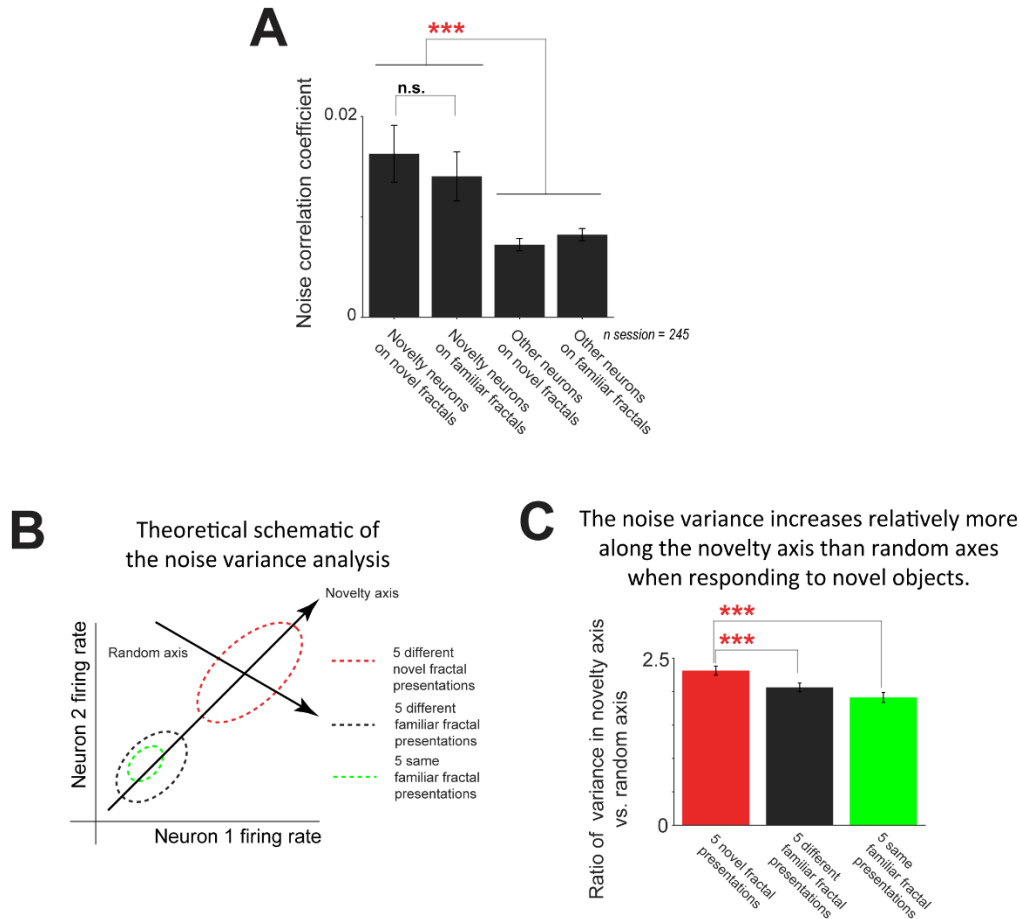 A
***
n.s.
Noise correlation coefficient
0.02
0
Novelty neurons
on novel fractals
Novelty neurons
on familiar fractals
Other neurons
on novel fractals
Other neurons
on familiar fractals
n session = 245
B
Theoretical schematic of
the noise variance analysis
Novelty axis
Random axis
Neuron 2 firing rate
Neuron 1 firing rate
5 different
novel fractal
presentations
5 different
familiar fractal
presentations
5 same
familiar fractal
presentations
C
The noise variance increases relatively more
along the novelty axis than random axes
when responding to novel objects.
***
***
Ratio of variance in novelty axis
vs. random axis
2.5
0
5 novel fractal
presentations
5 different
familiar fractal
presentations
5 same
familiar fractal
presentations